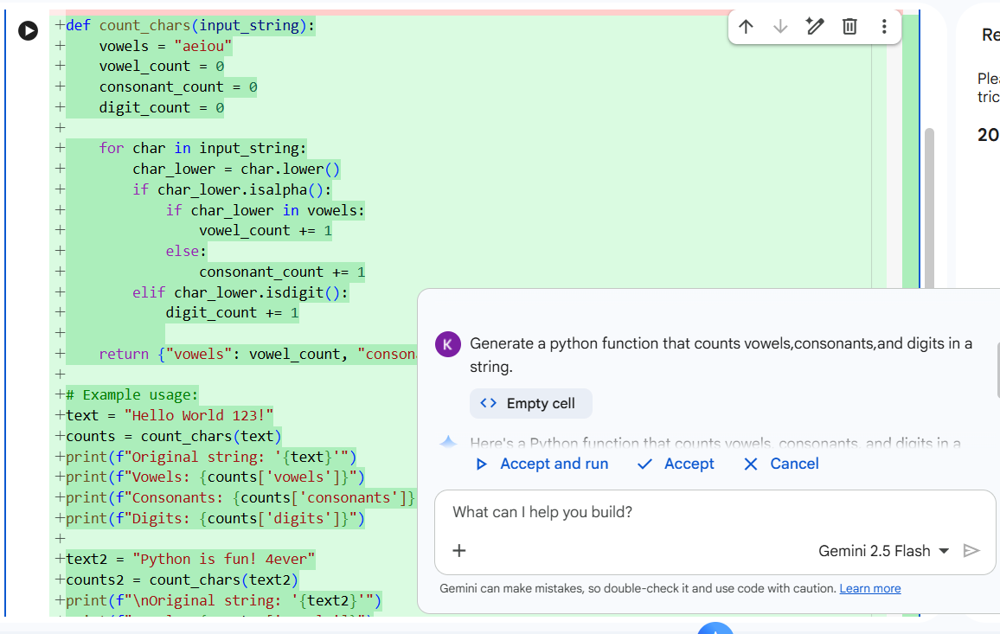 +def count_chars(input_string):
+    vowels = "aeiou"
+    vowel_count = 0
+    consonant_count = 0
+    digit_count = 0
+
+    for char in input_string:
+        char_lower = char.lower()
+        if char_lower.isalpha():
+            if char_lower in vowels:
+                vowel_count += 1
+            else:
+                consonant_count += 1
+        elif char_lower.isdigit():
+            digit_count += 1
+
+    return {"vowels": vowel_count,
+
+# Example usage:
+text = "Hello World 123!"
+counts = count_chars(text)
+print(f"Original string: '{text}'")
+print(f"Vowels: {counts['vowels']}")
+print(f"Consonants: {counts['consonants']}
+print(f"Digits: {counts['digits']}")
+
+text2 = "Python is fun! 4ever"
+counts2 = count_chars(text2)
+print(f"\nOriginal string: '{text2}'")
K
Generate a python function that counts vowels,consonants,and digits in a
string.
<> Empty cell
Here's a Python function that counts vowels, consonants, and digits in a
Accept and run
Accept
Cancel
What can I help you build?
+
Gemini 2.5 Flash
Gemini can make mistakes, so double-check it and use code with caution. Learn more
20